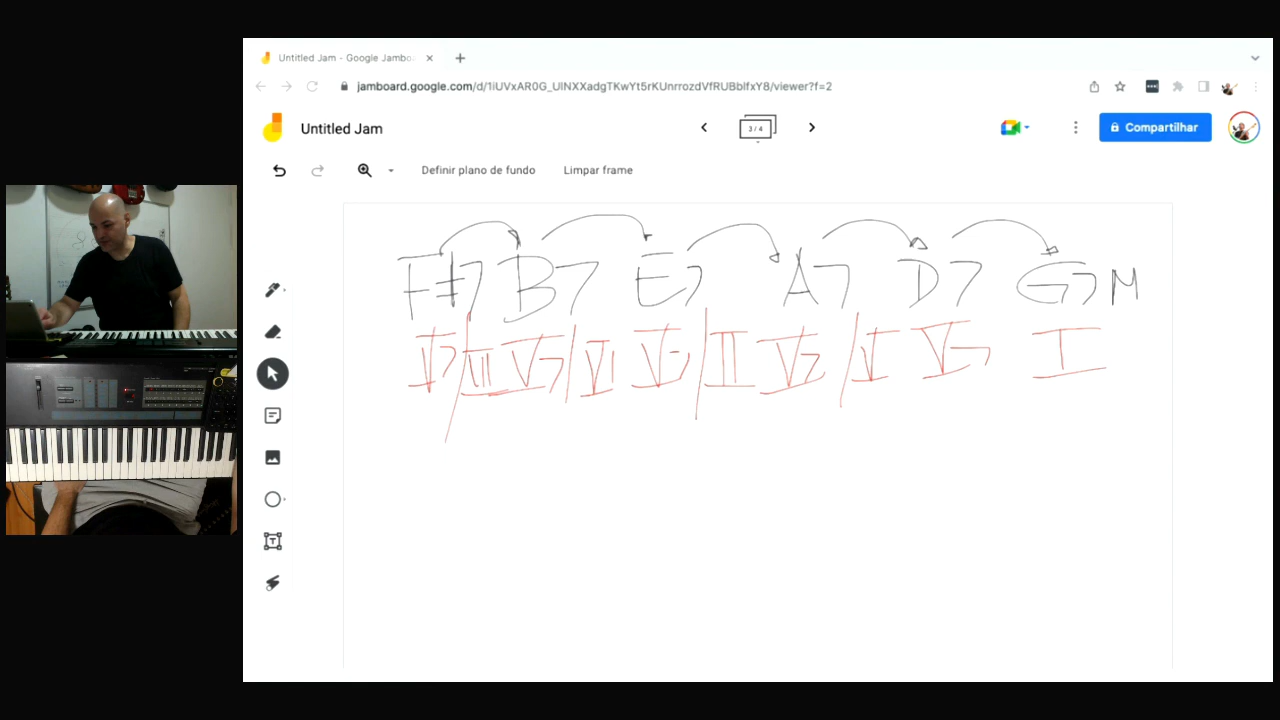 Untitled Jam - Google Jambo
jamboard.google.com/d/1iUVxAR0G_UlNXXadgTKwYt5rKUnrrozdVfRUBblfxY8/viewer?f=2
Untitled Jam
3 / 4
Compartilhar
Definir plano de fundo
Limpar frame
F#7 B7 E7 A7 D7 G7M
V7/III V7/VI V7/II V7/V V7 I